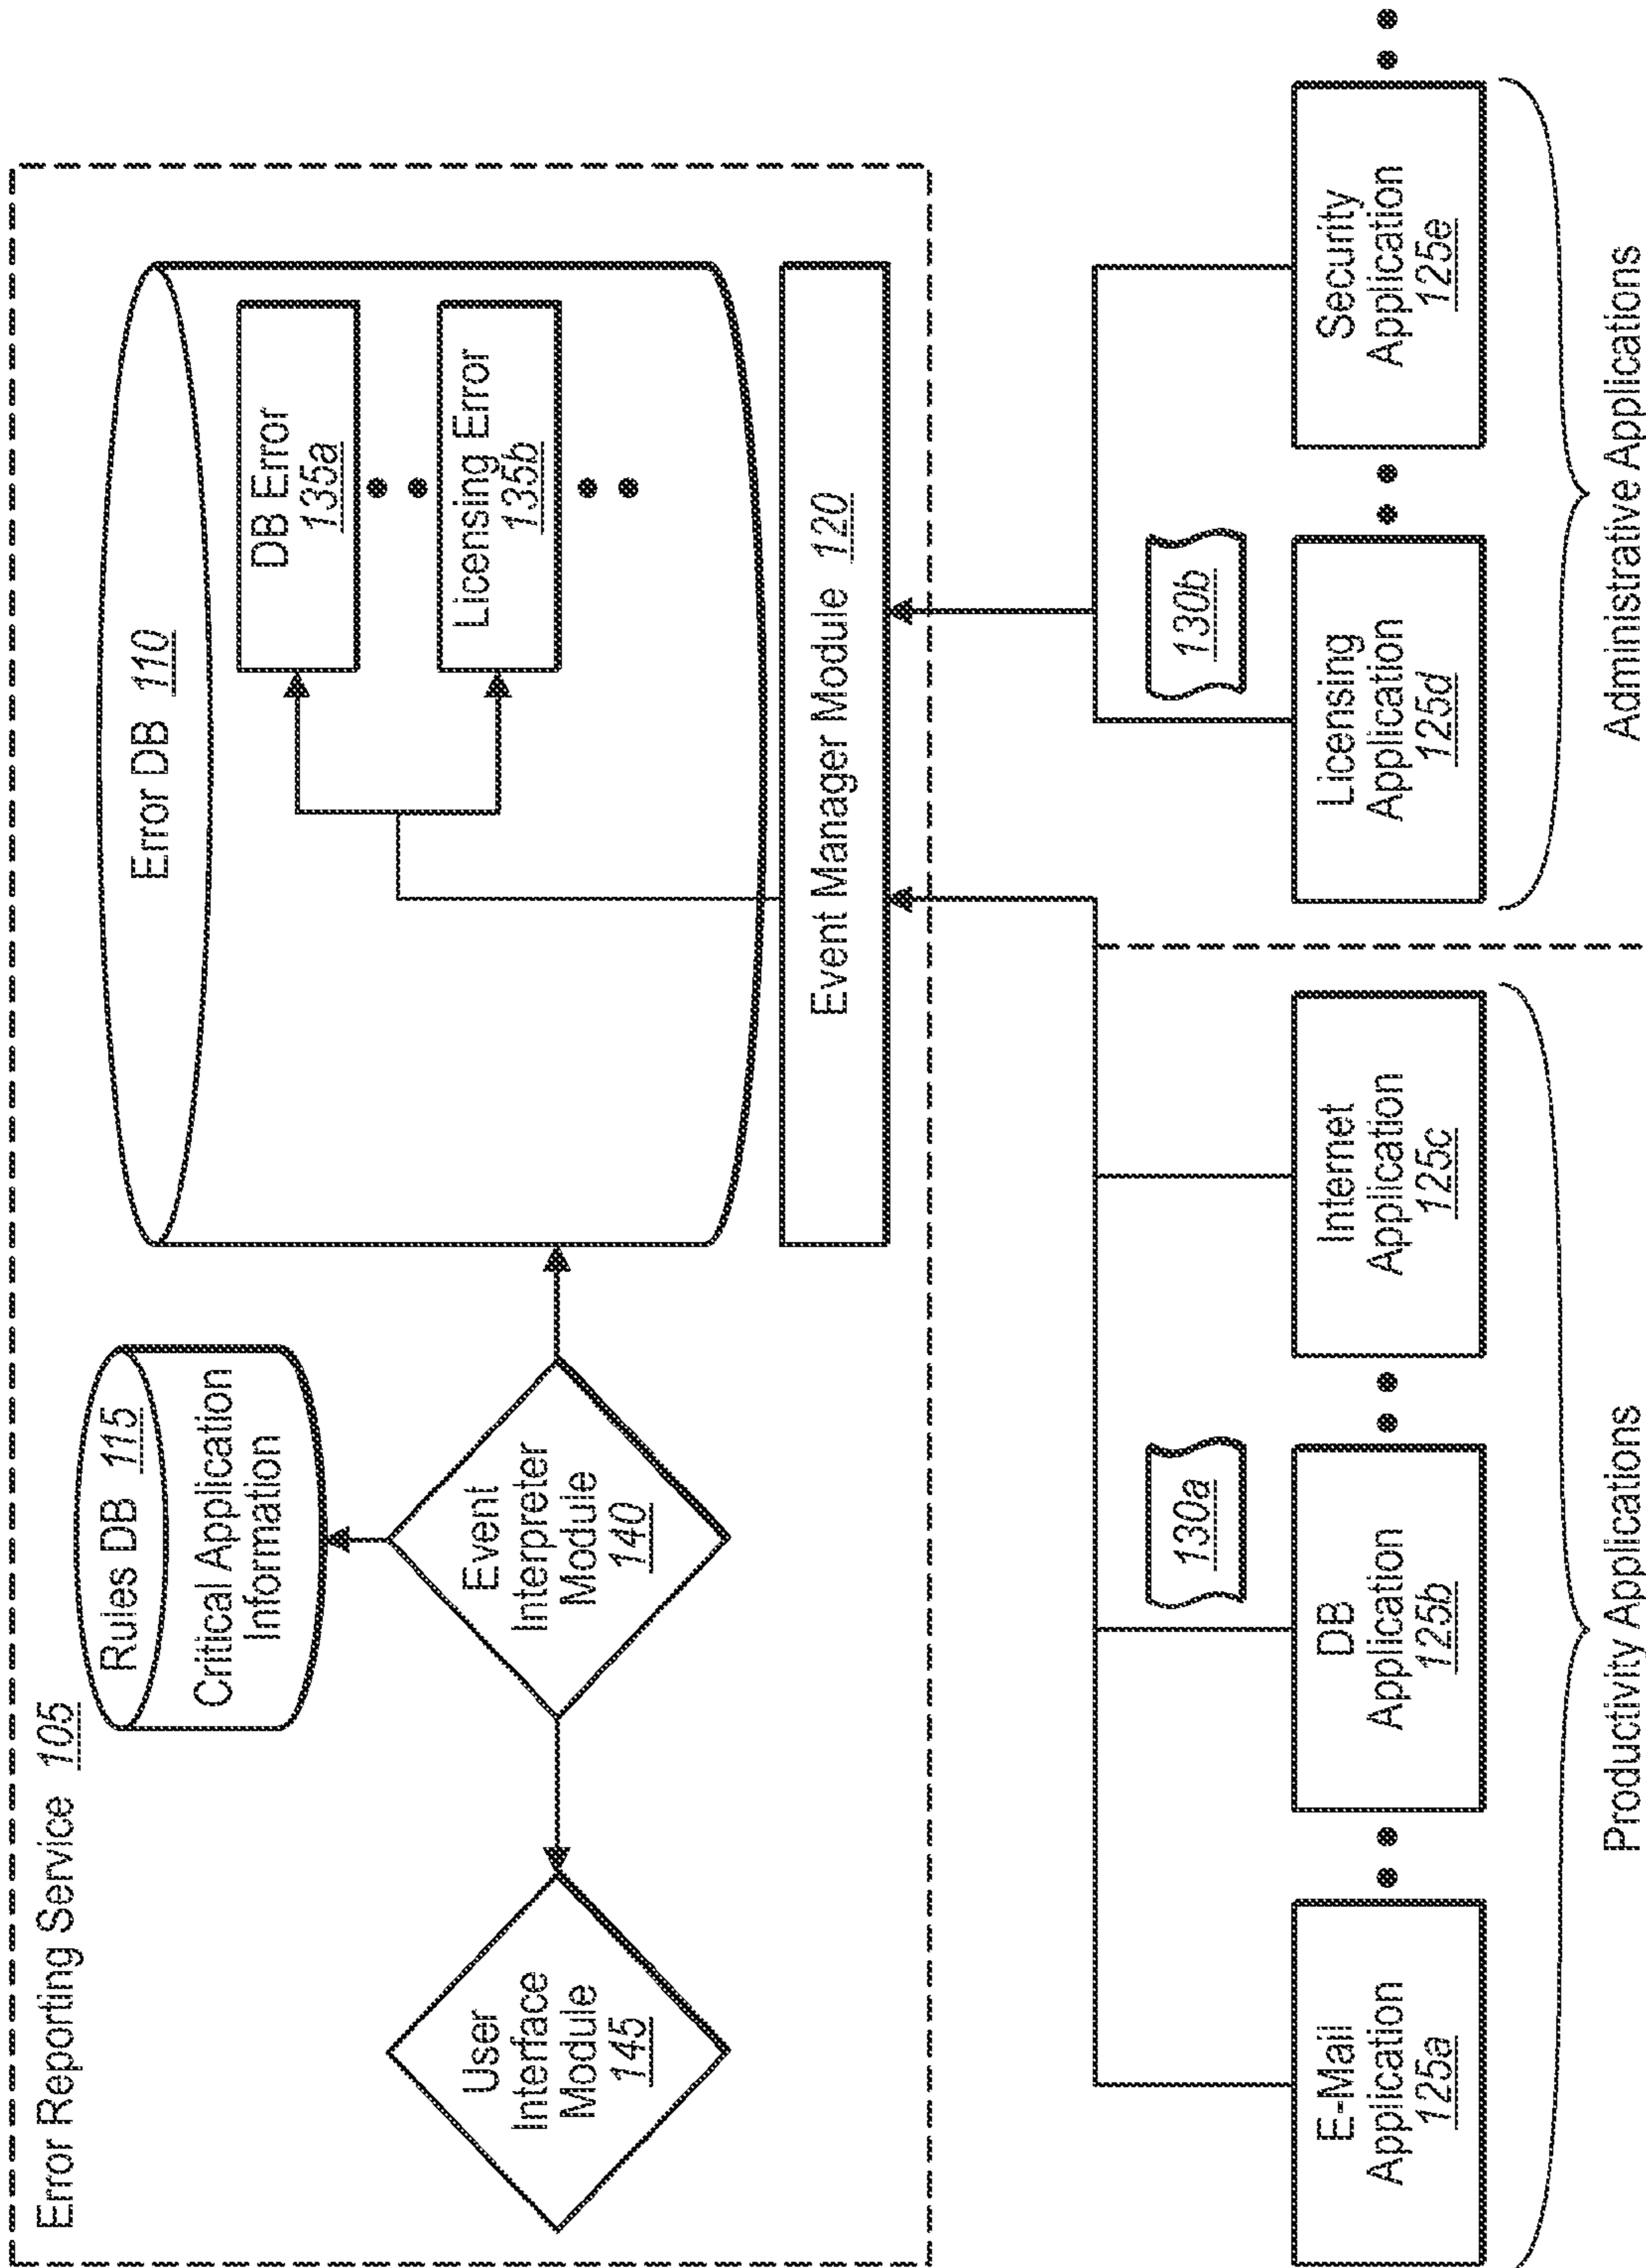 Error Reporting Service 105
Rules DB 115
Critical Application
Information
Error DB 110
DB Error
135a
Licensing Error
135b
Event
Interpreter
Module
140
User
Interface
Module
145
Event Manager Module 120
130a
130b
E-Mail
Application
125a
DB
Application
125b
Internet
Application
125c
Licensing
Application
125d
Security
Application
125e
Productivity Applications
Administrative Applications